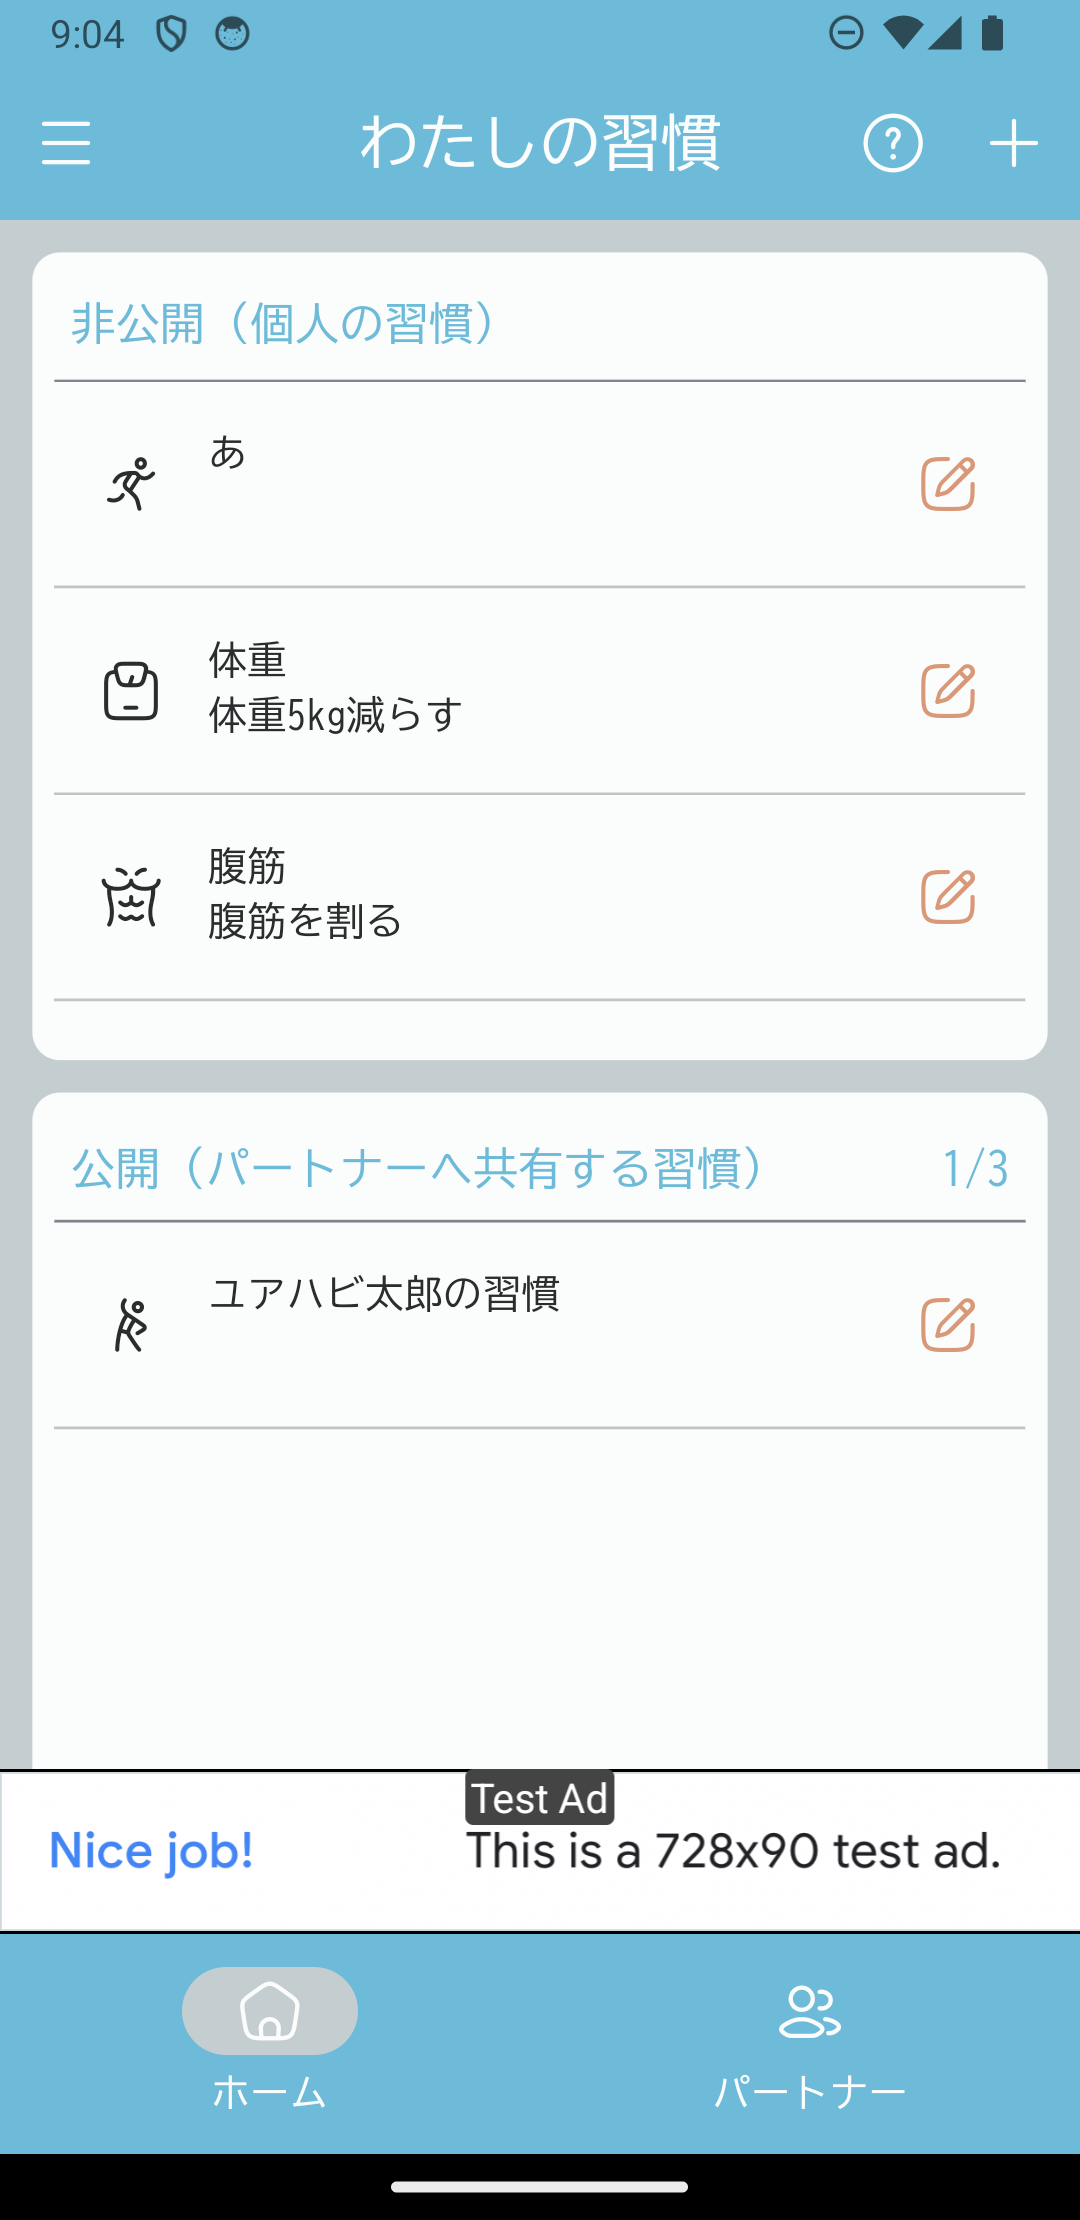 9:04
わたしの習慣
非公開（個人の習慣）
あ
体重
体重5kg減らす
腹筋
腹筋を割る
公開（パートナーへ共有する習慣） 1/3
ユアハビ太郎の習慣
Test Ad
Nice job! This is a 728x90 test ad.
ホーム パートナー